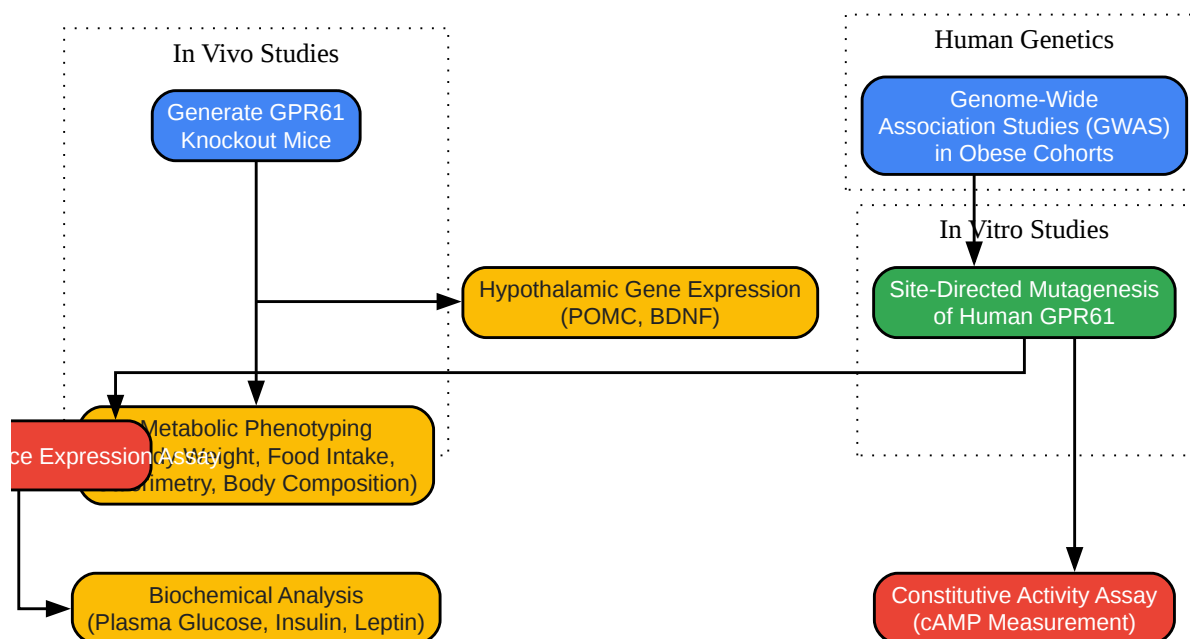 In Vivo Studies
Human Genetics
Generate GPR61
Knockout Mice
Genome-Wide
Association Studies (GWAS)
in Obese Cohorts
In Vitro Studies
Hypothalamic Gene Expression
(POMC, BDNF)
Site-Directed Mutagenesis
of Human GPR61
Metabolic Phenotyping
Weight, Food Intake,
Body Composition)
Expression Assay
Biochemical Analysis
(Plasma Glucose, Insulin, Leptin)
Constitutive Activity Assay
(cAMP Measurement)